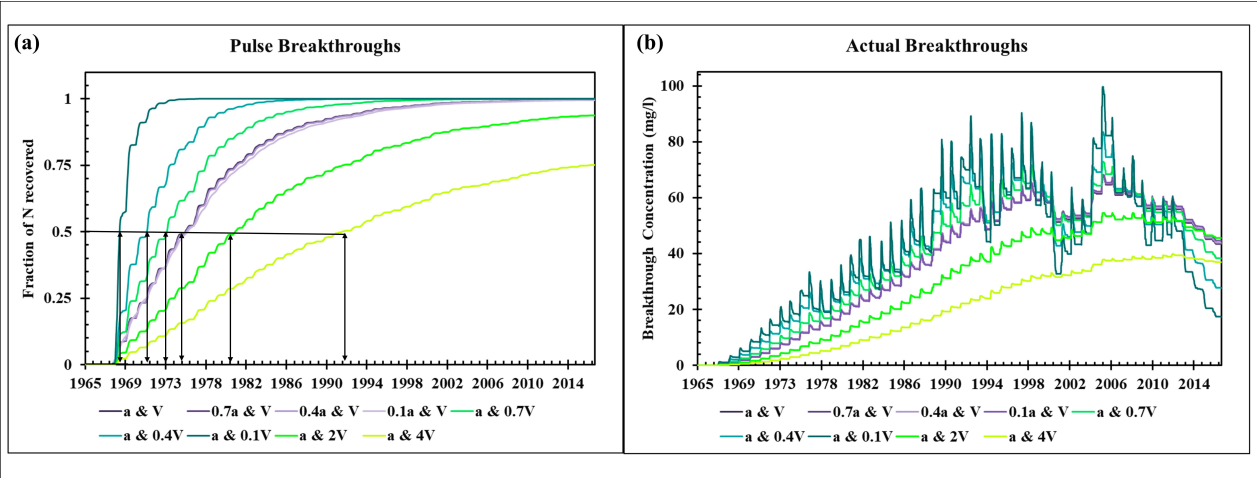 (a)
Pulse Breakthroughs
Fraction of N recovered
1
0.75
0.5
0.25
0
1965 1969 1973 1978 1982 1986 1990 1994 1998 2002 2006 2010 2014
a & V 0.7a & V 0.4a & V 0.1a & V a & 0.7V
a & 0.4V a & 0.1V a & 2V a & 4V
(b)
Actual Breakthroughs
Breakthrough Concentration (mg/l)
100
80
60
40
20
0
1965 1969 1973 1978 1982 1986 1990 1994 1998 2002 2006 2010 2014
a & V 0.7a & V 0.4a & V 0.1a & V a & 0.7V
a & 0.4V a & 0.1V a & 2V a & 4V